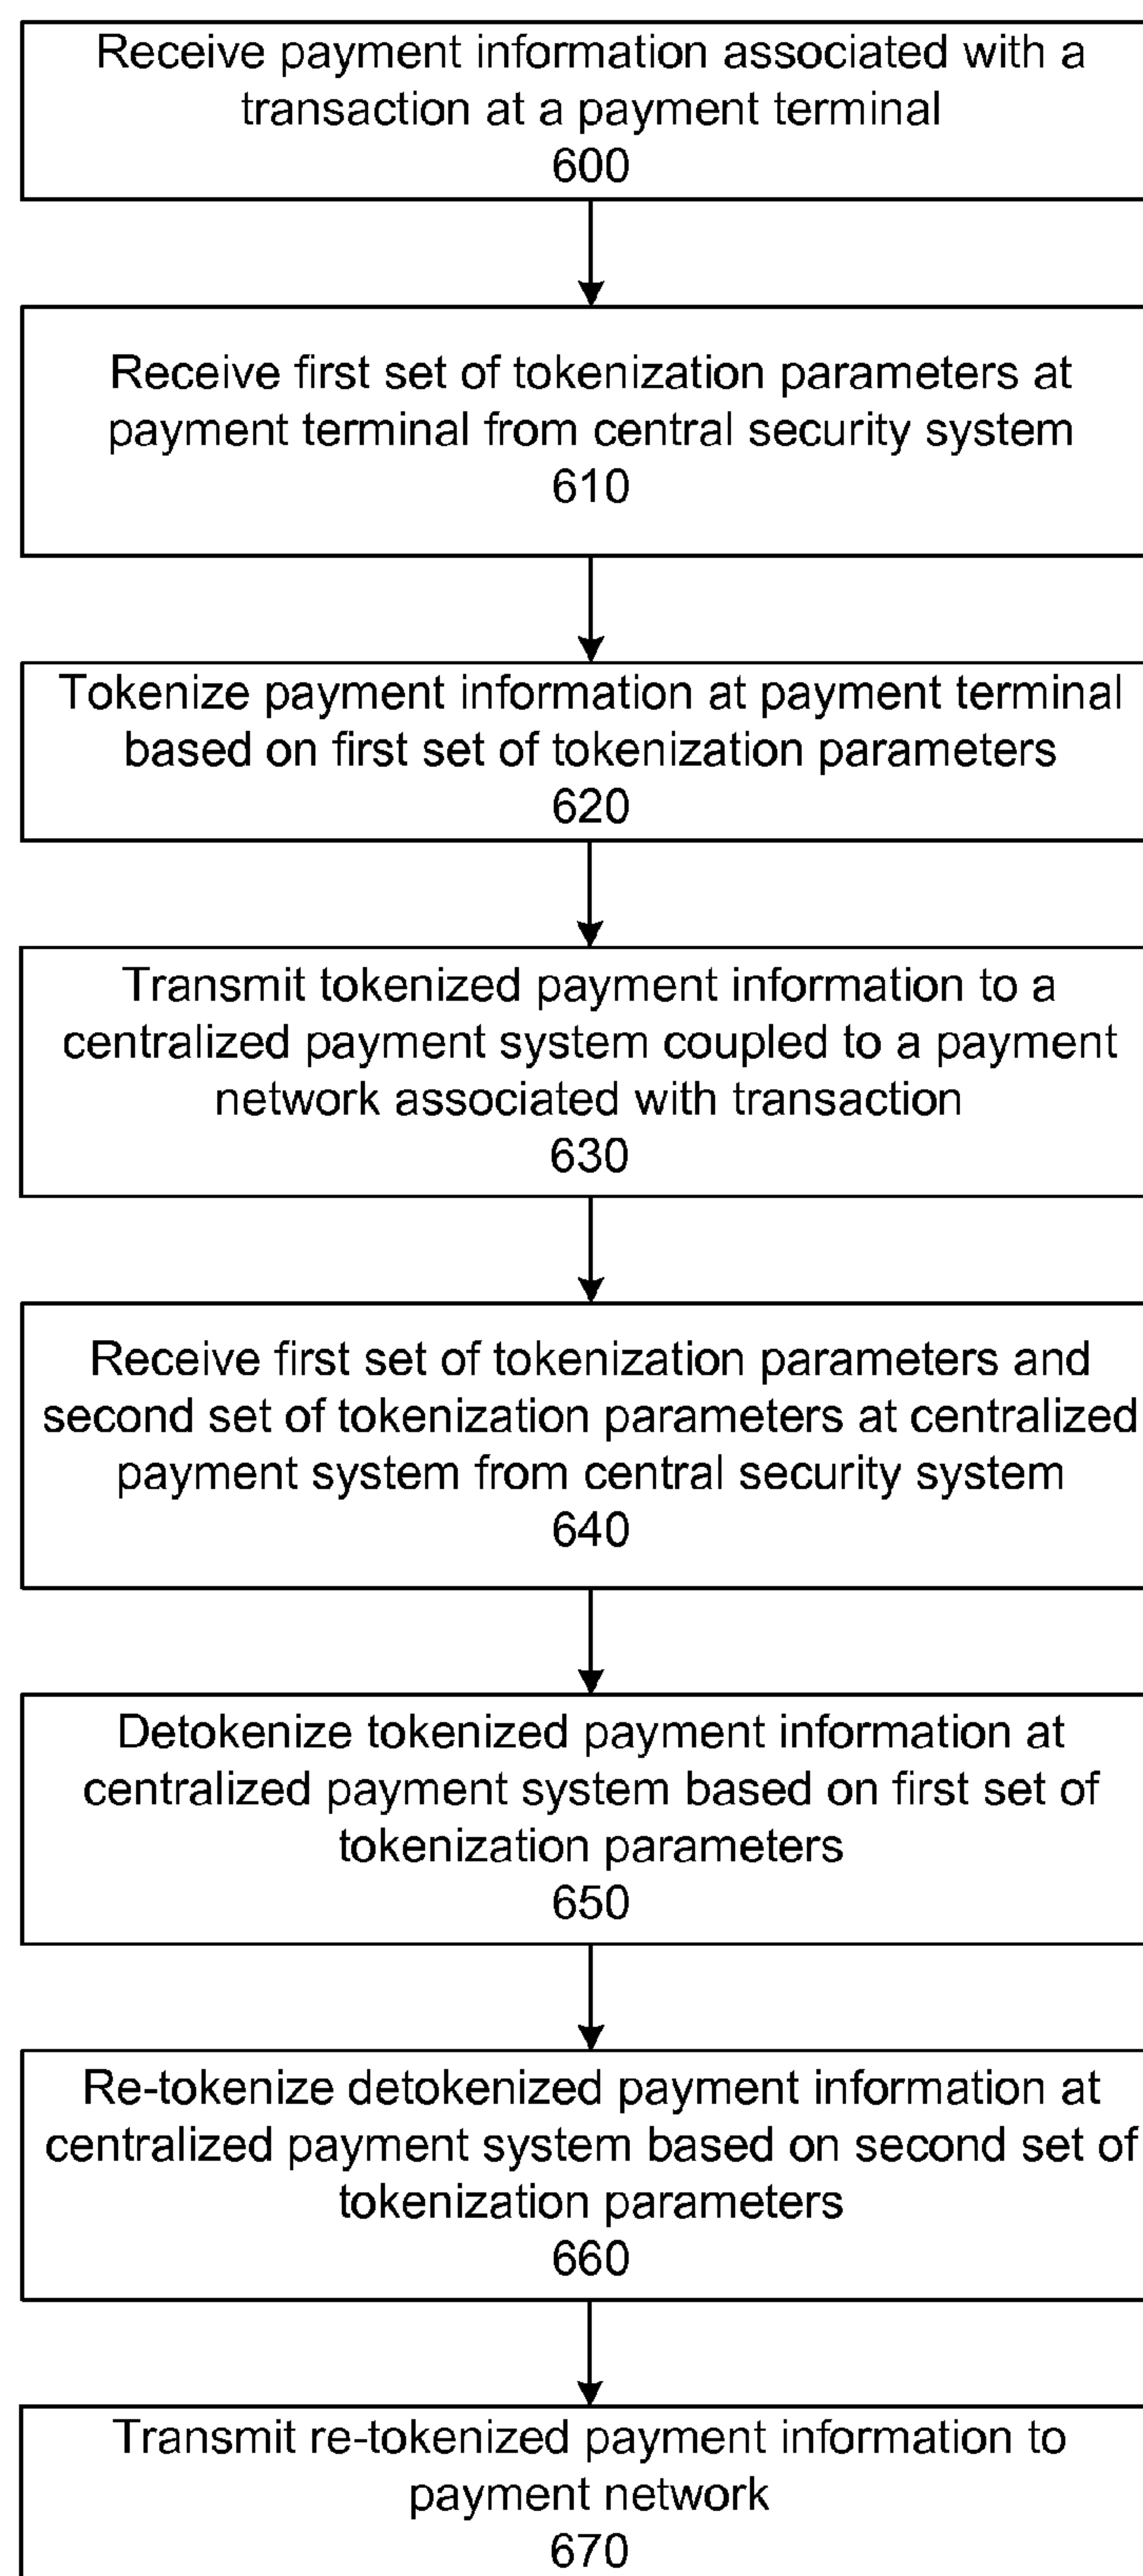 Receive payment information associated with a
transaction at a payment terminal
600
Receive first set of tokenization parameters at
payment terminal from central security system
610
Tokenize payment information at payment terminal
based on first set of tokenization parameters
620
Transmit tokenized payment information to a
centralized payment system coupled to a payment
network associated with transaction
630
Receive first set of tokenization parameters and
second set of tokenization parameters at centralized
payment system from central security system
640
Detokenize tokenized payment information at
centralized payment system based on first set of
tokenization parameters
650
Re-tokenize detokenized payment information at
centralized payment system based on second set of
tokenization parameters
660
Transmit re-tokenized payment information to
payment network
670